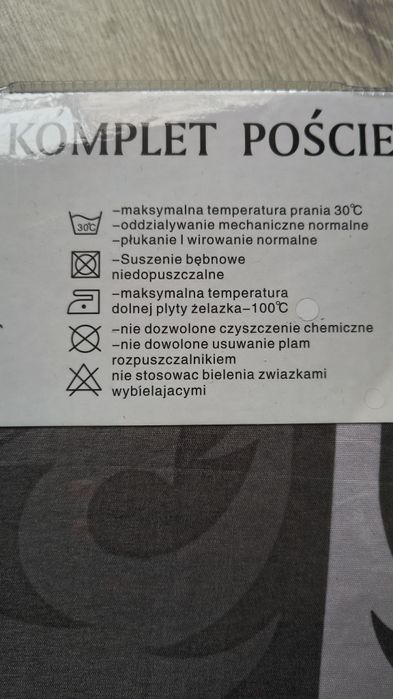 KOMPLET POŚCIE
30°C
-maksymalna temperatura prania 30℃
-oddzialywanie mechaniczne normalne
-płukanie I wirowanie normalne
-Suszenie bębnowe
niedopuszczalne
-maksymalna temperatura
dolnej plyty żelazka-100℃
-nie dozwolone czyszczenie chemiczne
-nie dowolone usuwanie plam
rozpuszczalnikiem
nie stosowac bielenia zwiazkami
wybielajacymi